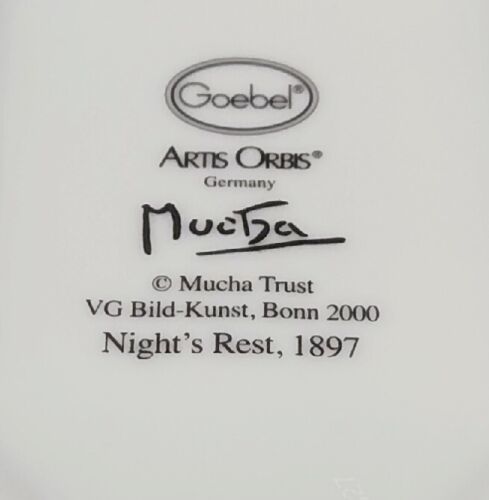 Goebel®
ARTIS ORBIS®
Germany
Mucha
© Mucha Trust
VG Bild-Kunst, Bonn 2000
Night's Rest, 1897